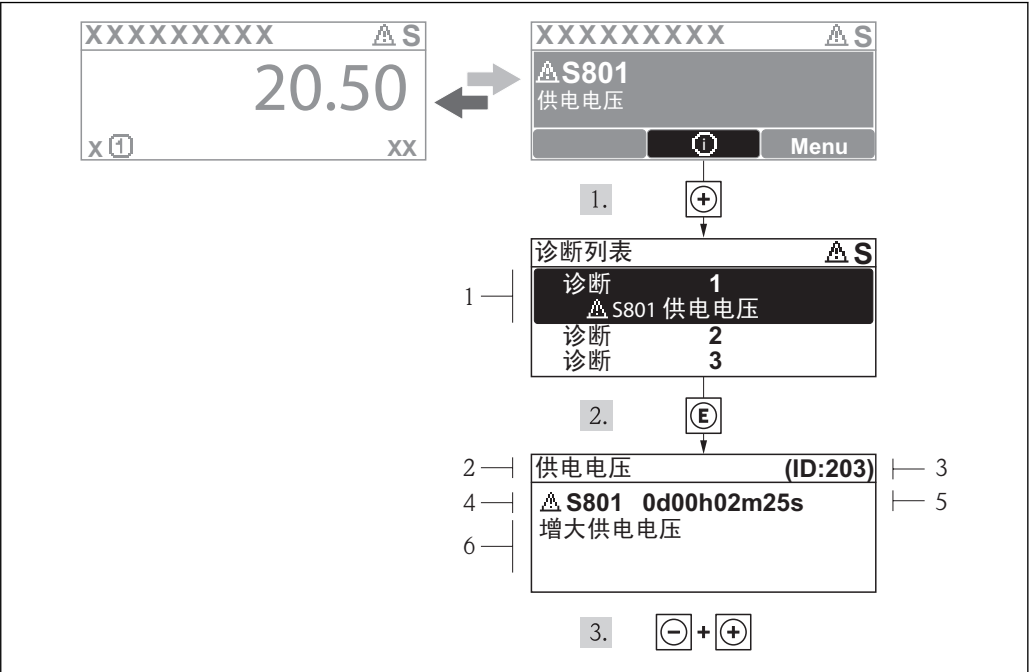 XXXXXXXXX ⚠ S
20.50
x ① xx
XXXXXXXXX ⚠ S
⚠ S801
供电电压
ⓘ Menu
1. +
诊断列表 ⚠ S
1
诊断 1
⚠ S801 供电电压
诊断 2
诊断 3
2. E
2 供电电压 (ID:203) 3
4 ⚠ S801 0d00h02m25s 5
6 增大供电电压
3. - + +